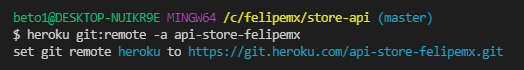 beto1@DESKTOP-NUIKR9E MINGW64 /c/felipemx/store-api (master)
$ heroku git:remote -a api-store-felipemx
set git remote heroku to https://git.heroku.com/api-store-felipemx.git